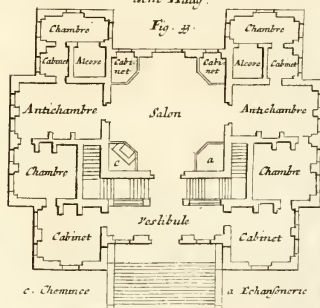 Fig. 33.
Chambre Chambre
Cabinet Alcove Cabinet Cabinet Alcove Cabinet
Antichambre Salon Antichambre
Chambre c a Chambre
Vestibule
Cabinet Cabinet
c. Cheminee a Echansonerie